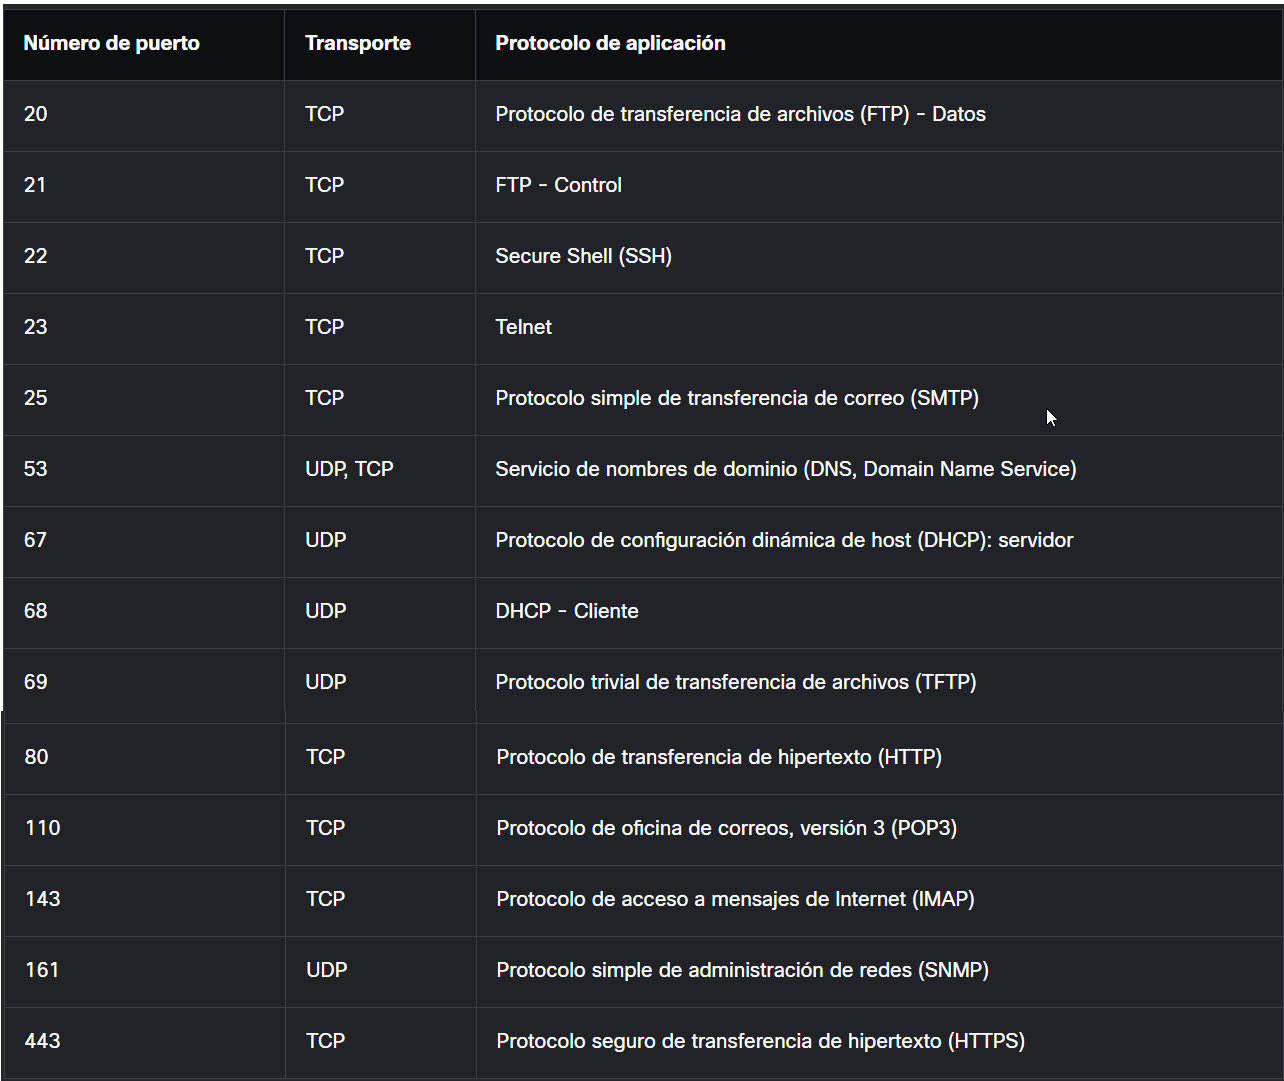 Número de puerto Transporte Protocolo de aplicación
20 TCP Protocolo de transferencia de archivos (FTP) - Datos
21 TCP FTP - Control
22 TCP Secure Shell (SSH)
23 TCP Telnet
25 TCP Protocolo simple de transferencia de correo (SMTP)
53 UDP, TCP Servicio de nombres de dominio (DNS, Domain Name Service)
67 UDP Protocolo de configuración dinámica de host (DHCP): servidor
68 UDP DHCP - Cliente
69 UDP Protocolo trivial de transferencia de archivos (TFTP)
80 TCP Protocolo de transferencia de hipertexto (HTTP)
110 TCP Protocolo de oficina de correos, versión 3 (POP3)
143 TCP Protocolo de acceso a mensajes de Internet (IMAP)
161 UDP Protocolo simple de administración de redes (SNMP)
443 TCP Protocolo seguro de transferencia de hipertexto (HTTPS)